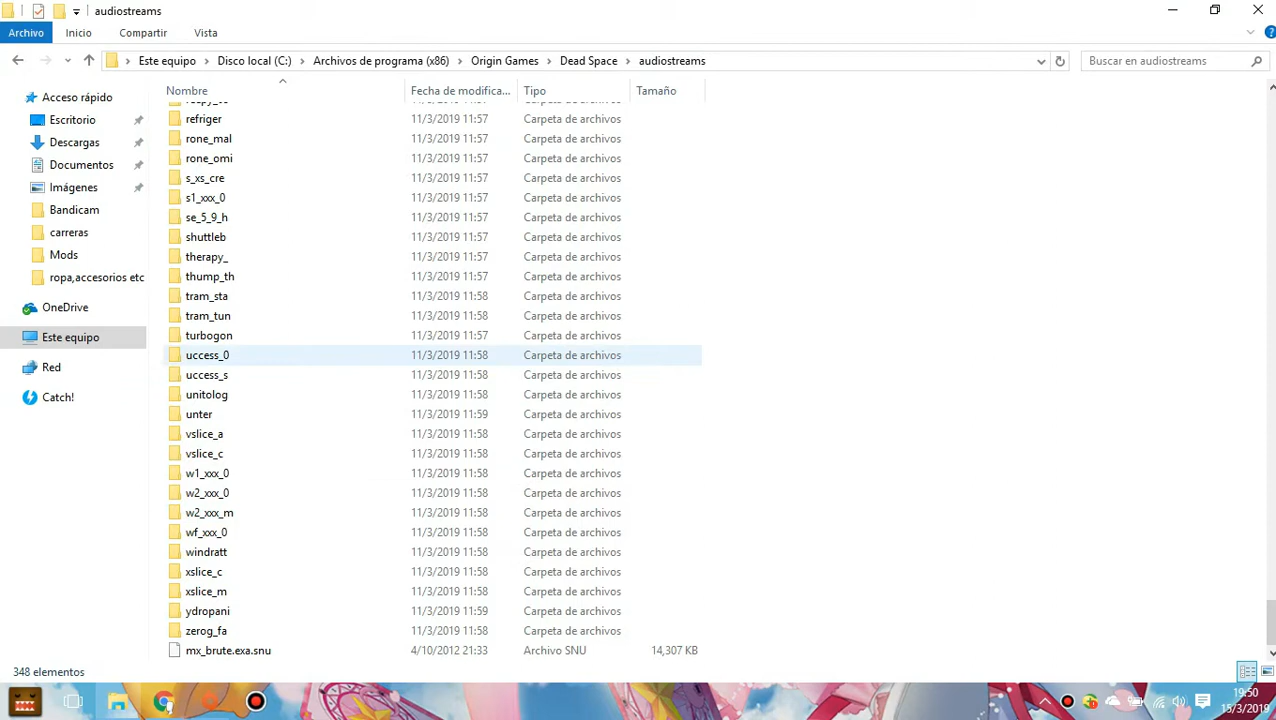 audiostreams
Archivo Inicio Compartir Vista
Este equipo Disco local (C:) Archivos de programa (x86) Origin Games Dead Space audiostreams Buscar en audiostreams
Nombre Fecha de modifica... Tipo Tamaño
Acceso rápido
Escritorio
Descargas
Documentos
Imágenes
Bandicam
carreras
Mods
ropa,accesorios etc
OneDrive
Este equipo
Red
Catch!
refriger 11/3/2019 11:57 Carpeta de archivos
rone_mal 11/3/2019 11:57 Carpeta de archivos
rone_omi 11/3/2019 11:57 Carpeta de archivos
s_xs_cre 11/3/2019 11:57 Carpeta de archivos
s1_xxx_0 11/3/2019 11:57 Carpeta de archivos
se_5_9_h 11/3/2019 11:57 Carpeta de archivos
shuttleb 11/3/2019 11:57 Carpeta de archivos
therapy_ 11/3/2019 11:57 Carpeta de archivos
thump_th 11/3/2019 11:57 Carpeta de archivos
tram_sta 11/3/2019 11:58 Carpeta de archivos
tram_tun 11/3/2019 11:58 Carpeta de archivos
turbogon 11/3/2019 11:57 Carpeta de archivos
uccess_0 11/3/2019 11:58 Carpeta de archivos
uccess_s 11/3/2019 11:58 Carpeta de archivos
unitolog 11/3/2019 11:58 Carpeta de archivos
unter 11/3/2019 11:59 Carpeta de archivos
vslice_a 11/3/2019 11:58 Carpeta de archivos
vslice_c 11/3/2019 11:58 Carpeta de archivos
w1_xxx_0 11/3/2019 11:58 Carpeta de archivos
w2_xxx_0 11/3/2019 11:58 Carpeta de archivos
w2_xxx_m 11/3/2019 11:58 Carpeta de archivos
wf_xxx_0 11/3/2019 11:58 Carpeta de archivos
windratt 11/3/2019 11:58 Carpeta de archivos
xslice_c 11/3/2019 11:58 Carpeta de archivos
xslice_m 11/3/2019 11:58 Carpeta de archivos
ydropani 11/3/2019 11:59 Carpeta de archivos
zerog_fa 11/3/2019 11:58 Carpeta de archivos
mx_brute.exa.snu 4/10/2012 21:33 Archivo SNU 14,307 KB
348 elementos
19:50
15/3/2019